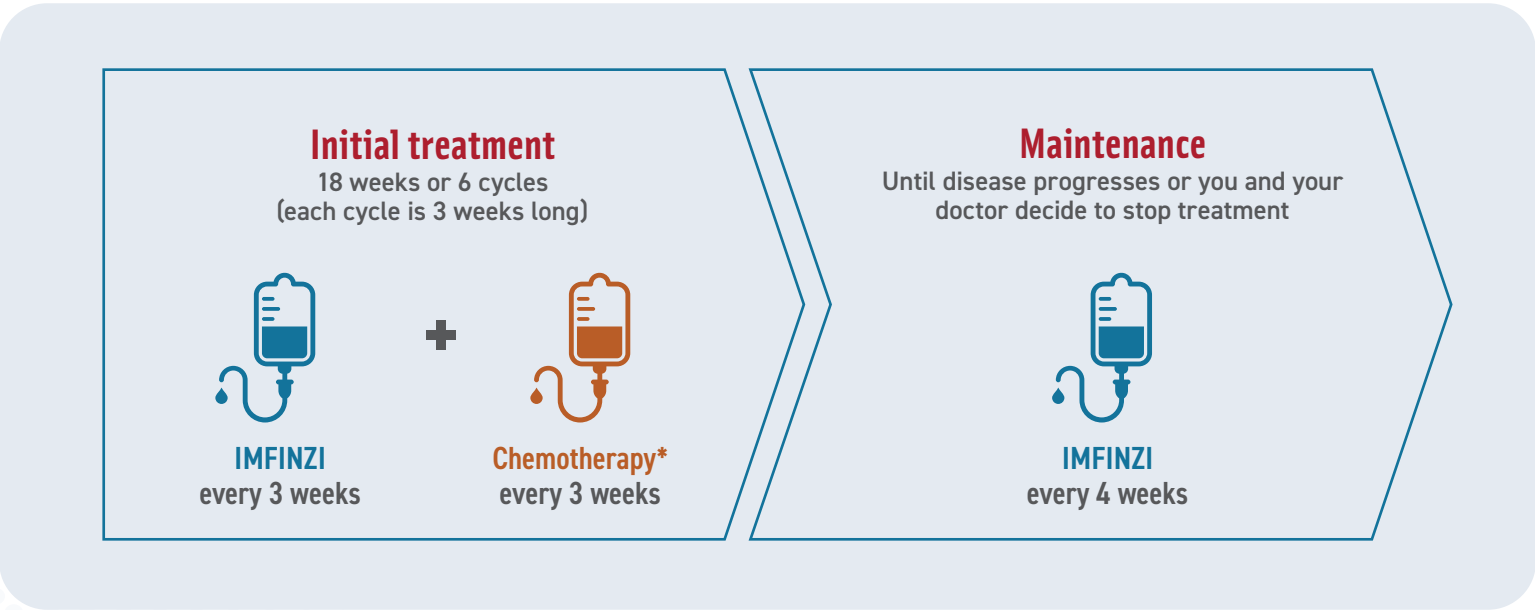 Initial treatment
18 weeks or 6 cycles
(each cycle is 3 weeks long)
IMFINZI
every 3 weeks
Chemotherapy*
every 3 weeks
Maintenance
Until disease progresses or you and your
doctor decide to stop treatment
IMFINZI
every 4 weeks